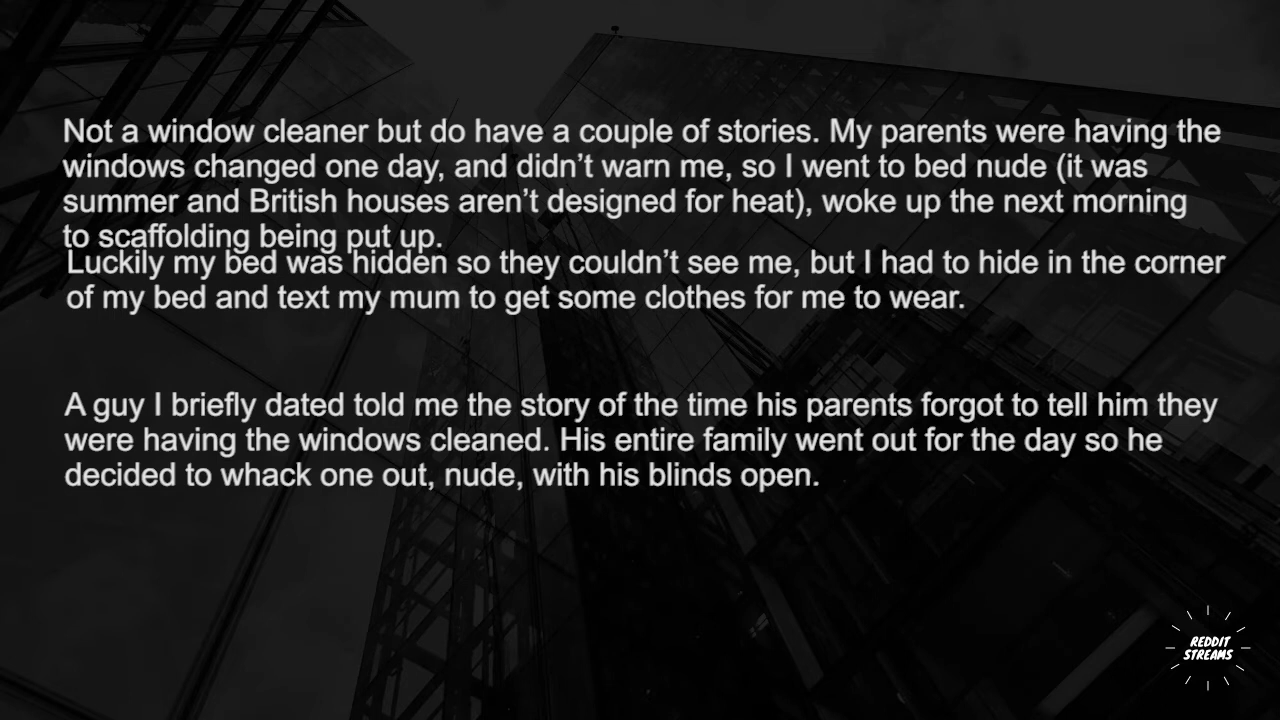 Not a window cleaner but do have a couple of stories. My parents were having the
windows changed one day, and didn’t warn me, so I went to bed nude (it was
summer and British houses aren’t designed for heat), woke up the next morning
to scaffolding being put up.
Luckily my bed was hidden so they couldn’t see me, but I had to hide in the corner
of my bed and text my mum to get some clothes for me to wear.
A guy I briefly dated told me the story of the time his parents forgot to tell him they
were having the windows cleaned. His entire family went out for the day so he
decided to whack one out, nude, with his blinds open.
REDDIT
STREAMS